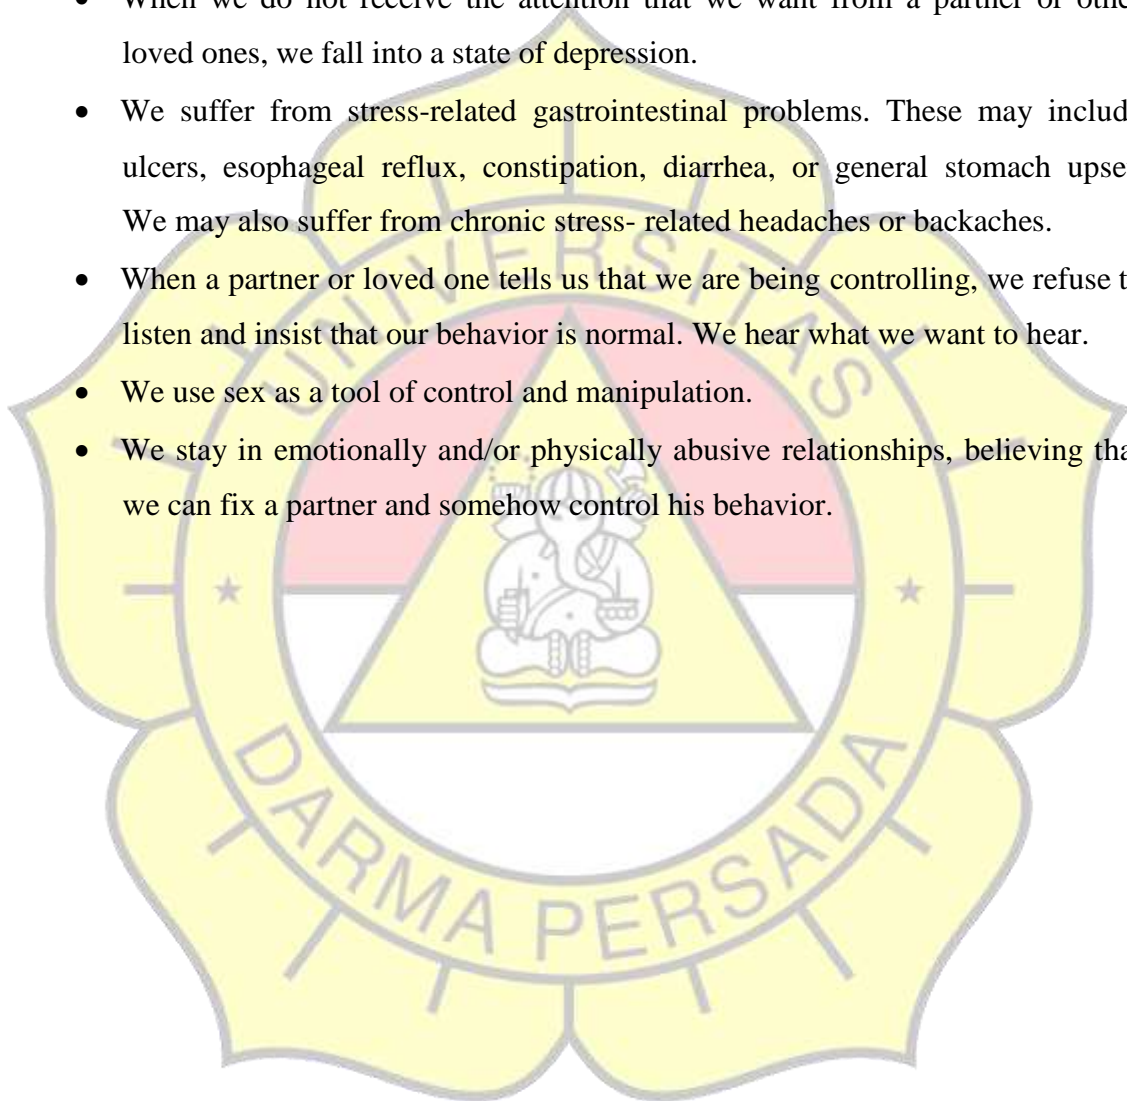 • When we do not receive the attention that we want from a partner or othe
loved ones, we fall into a state of depression.
• We suffer from stress-related gastrointestinal problems. These may includ
ulcers, esophageal reflux, constipation, diarrhea, or general stomach upse
We may also suffer from chronic stress- related headaches or backaches.
• When a partner or loved one tells us that we are being controlling, we refuse t
listen and insist that our behavior is normal. We hear what we want to hear.
• We use sex as a tool of control and manipulation.
• We stay in emotionally and/or physically abusive relationships, believing tha
we can fix a partner and somehow control his behavior.
UNIVERSITAS
DARMA PERSADA